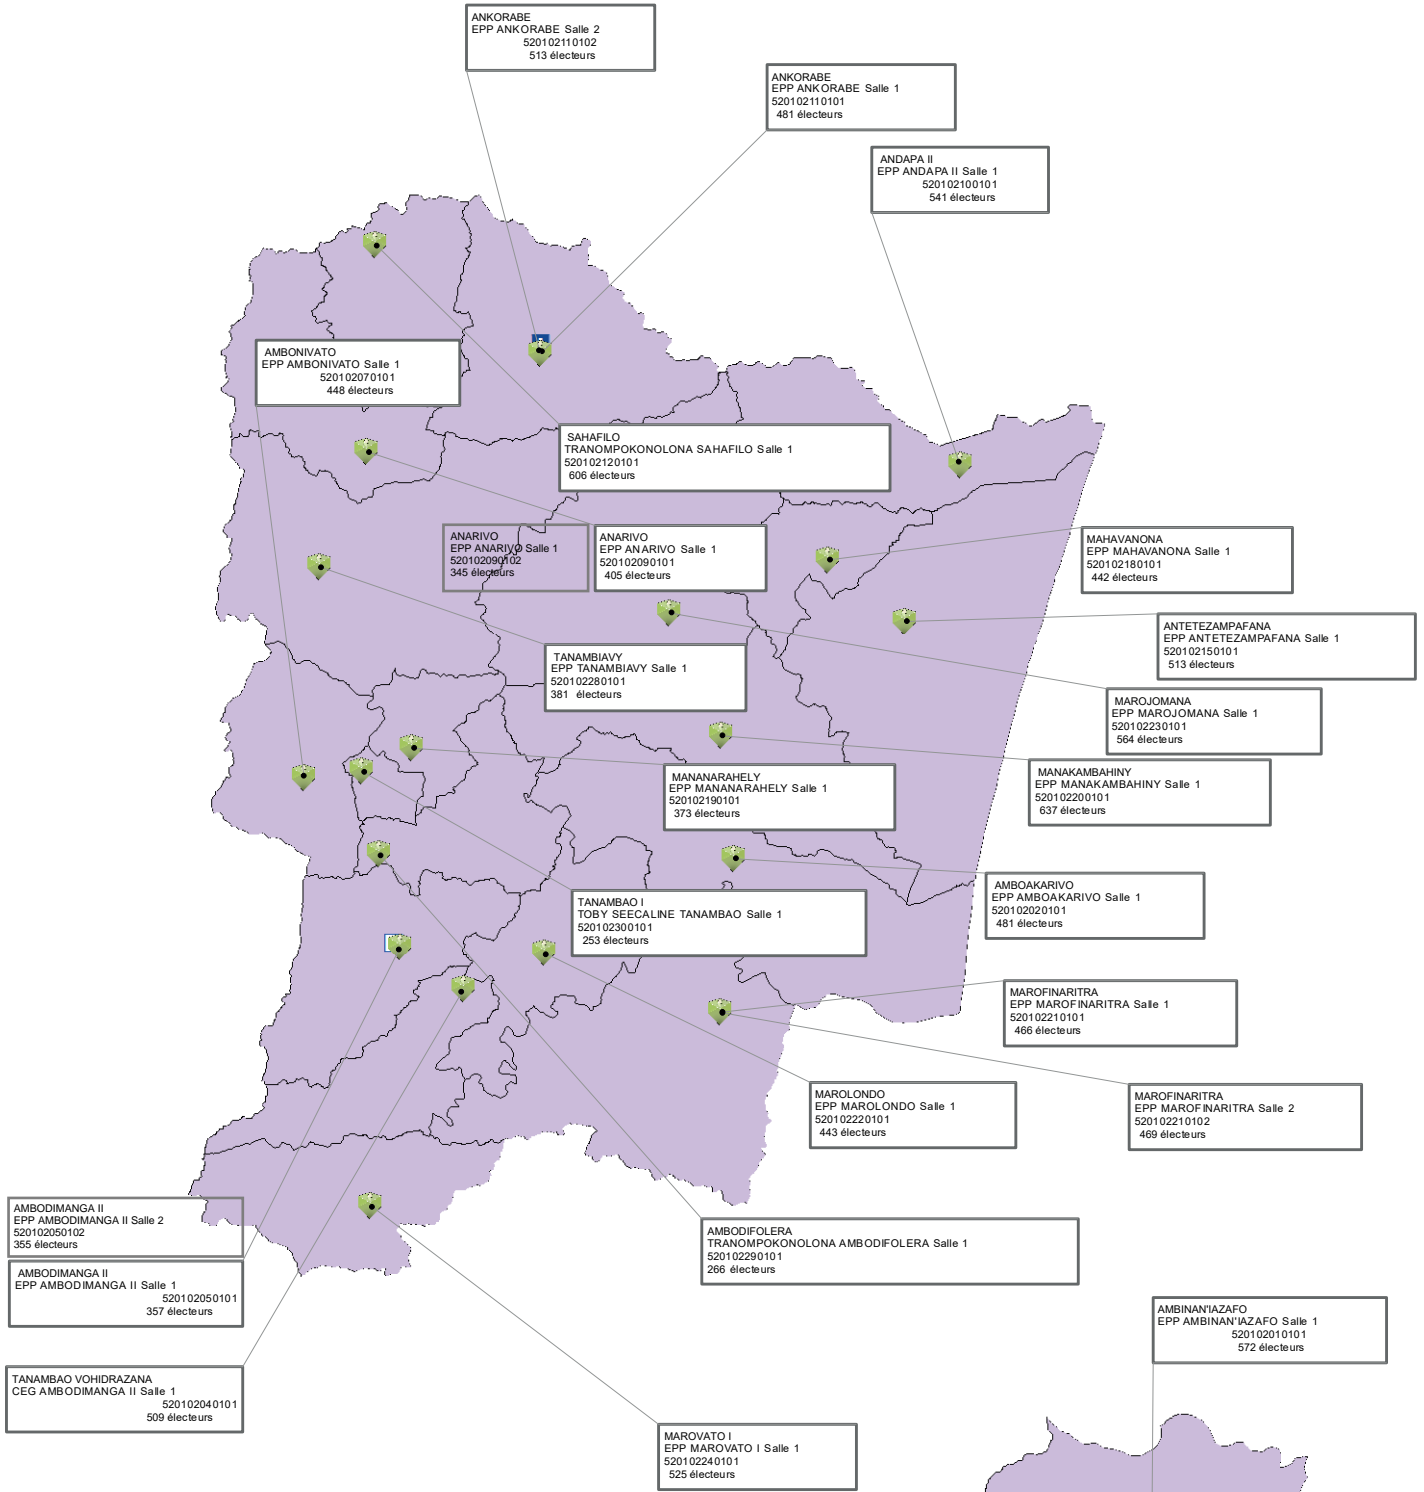 ANKORABE
EPP ANKORABE Salle 2
520102110102
513 électeurs
ANKORABE
EPP ANKORABE Salle 1
520102110101
481 électeurs
ANDAPA II
EPP ANDAPA II Salle 1
520102100101
541 électeurs
AMBONIVATO
EPP AMBONIVATO Salle 1
520102070101
448 électeurs
SAHAFILO
TRANOMPOKONOLONA SAHAFILO Salle 1
520102120101
606 électeurs
ANARIVO
EPP ANARIVO Salle 1
520102090102
345 électeurs
ANARIVO
EPP ANARIVO Salle 1
520102090101
405 électeurs
MAHAVANONA
EPP MAHAVANONA Salle 1
520102180101
442 électeurs
ANTETEZAMPAFANA
EPP ANTETEZAMPAFANA Salle 1
520102150101
513 électeurs
TANAMBIAVY
EPP TANAMBIAVY Salle 1
520102280101
381 électeurs
MAROJOMANA
EPP MAROJOMANA Salle 1
520102230101
564 électeurs
MANANARAHELY
EPP MANANARAHELY Salle 1
520102190101
373 électeurs
MANAKAMBAHINY
EPP MANAKAMBAHINY Salle 1
520102200101
637 électeurs
AMBOAKARIVO
EPP AMBOAKARIVO Salle 1
520102020101
481 électeurs
TANAMBAO I
TOBY SEECALINE TANAMBAO Salle 1
520102300101
253 électeurs
MAROFINARITRA
EPP MAROFINARITRA Salle 1
520102210101
466 électeurs
MAROLONDO
EPP MAROLONDO Salle 1
520102220101
443 électeurs
MAROFINARITRA
EPP MAROFINARITRA Salle 2
520102210102
469 électeurs
AMBODIMANGA II
EPP AMBODIMANGA II Salle 2
520102050102
355 électeurs
AMBODIMANGA II
EPP AMBODIMANGA II Salle 1
520102050101
357 électeurs
AMBODIFOLERA
TRANOMPOKONOLONA AMBODIFOLERA Salle 1
520102290101
266 électeurs
AMBINAN'IAZAFO
EPP AMBINAN'IAZAFO Salle 1
520102010101
572 électeurs
TANAMBAO VOHIDRAZANA
CEG AMBODIMANGA II Salle 1
520102040101
509 électeurs
MAROVATO I
EPP MAROVATO I Salle 1
520102240101
525 électeurs